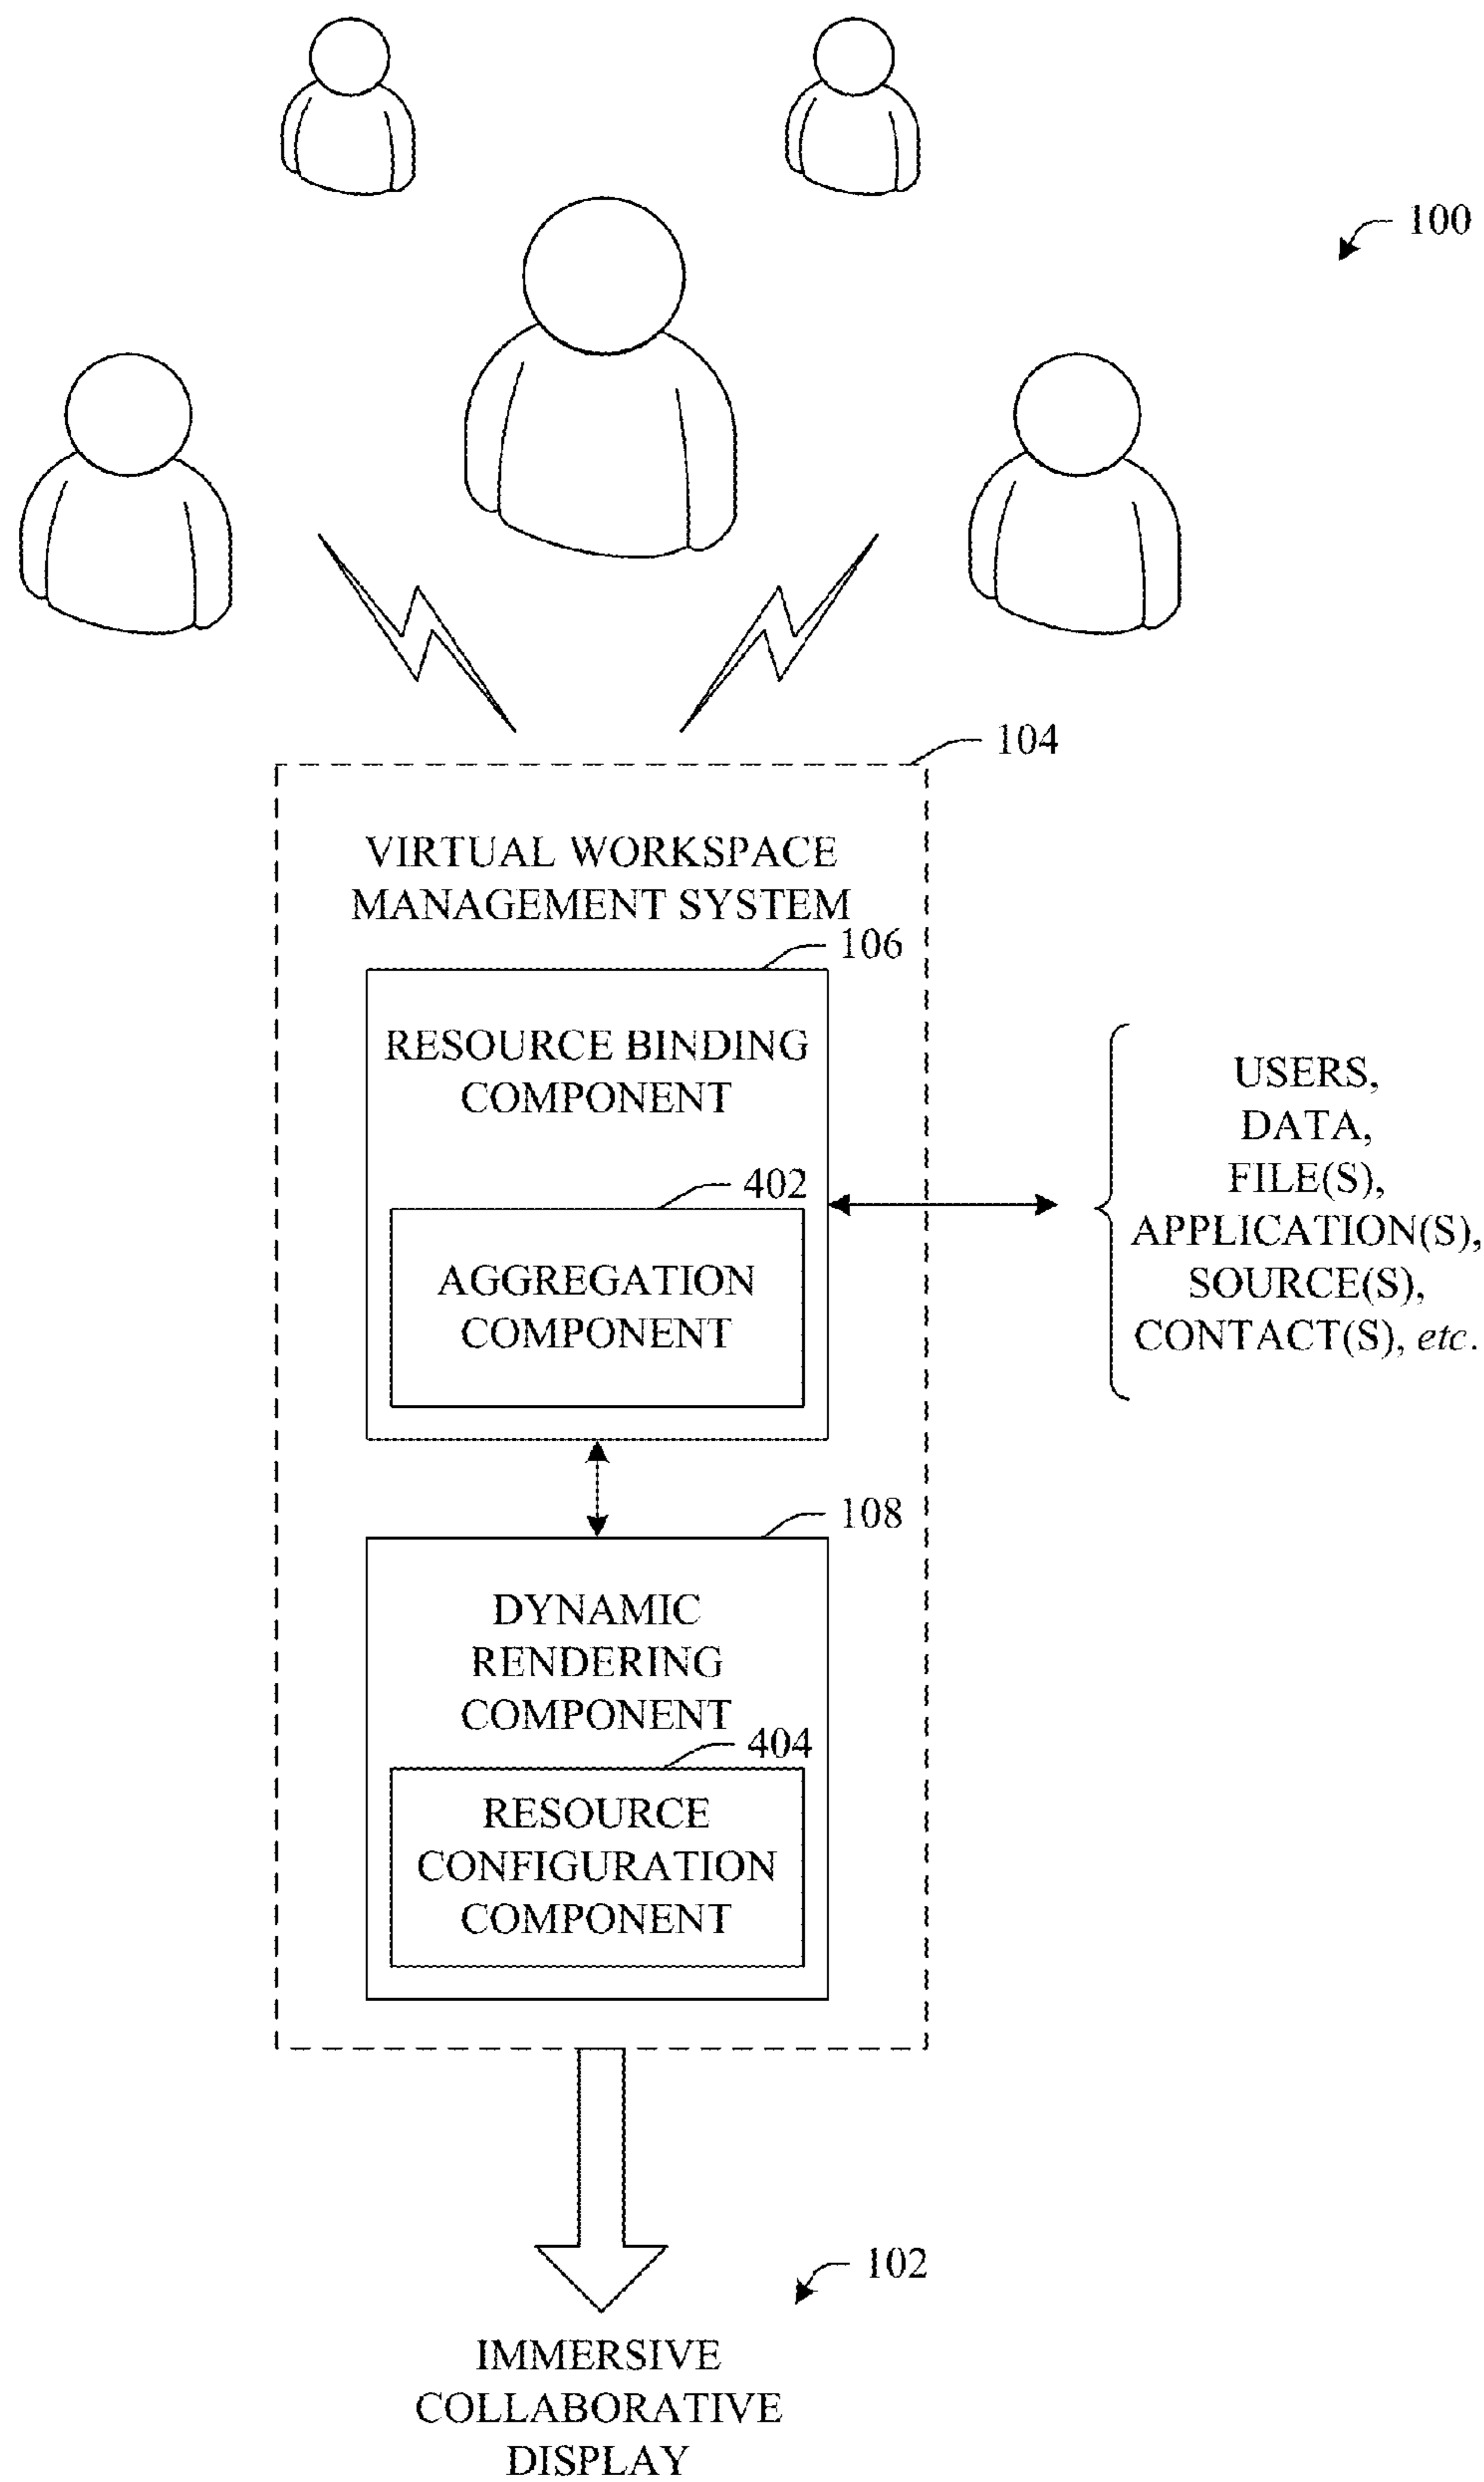 100
104
VIRTUAL WORKSPACE
MANAGEMENT SYSTEM
106
RESOURCE BINDING
COMPONENT
402
AGGREGATION
COMPONENT
USERS,
DATA,
FILE(S),
APPLICATION(S),
SOURCE(S),
CONTACT(S), etc.
108
DYNAMIC
RENDERING
COMPONENT
404
RESOURCE
CONFIGURATION
COMPONENT
102
IMMERSIVE
COLLABORATIVE
DISPLAY